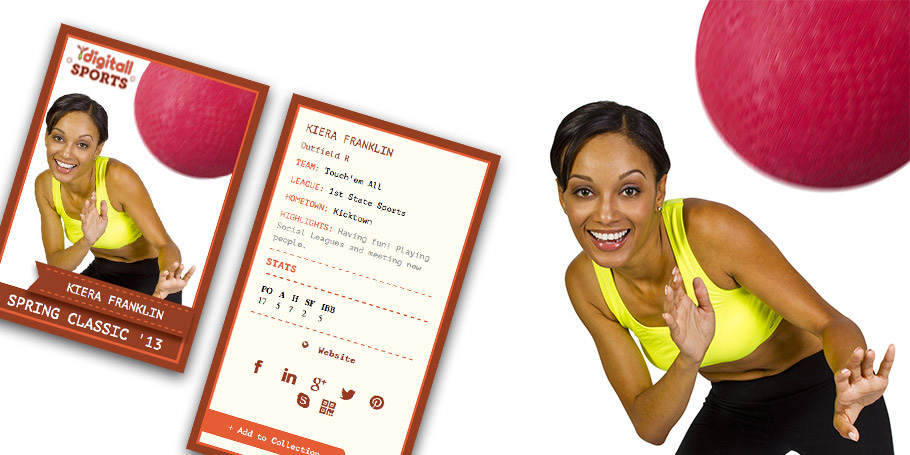 digitall
SPORTS
KIERA FRANKLIN
SPRING CLASSIC '13
KIERA FRANKLIN
Outfield R
TEAM: Touch'em All
LEAGUE: 1st State Sports
HOMETOWN: Kicktown
HIGHLIGHTS: Having fun! Playing
Social Leagues and meeting new
people.
STATS
PO A H SF IBB
17 5 7 2 5
Website
+ Add to Collection